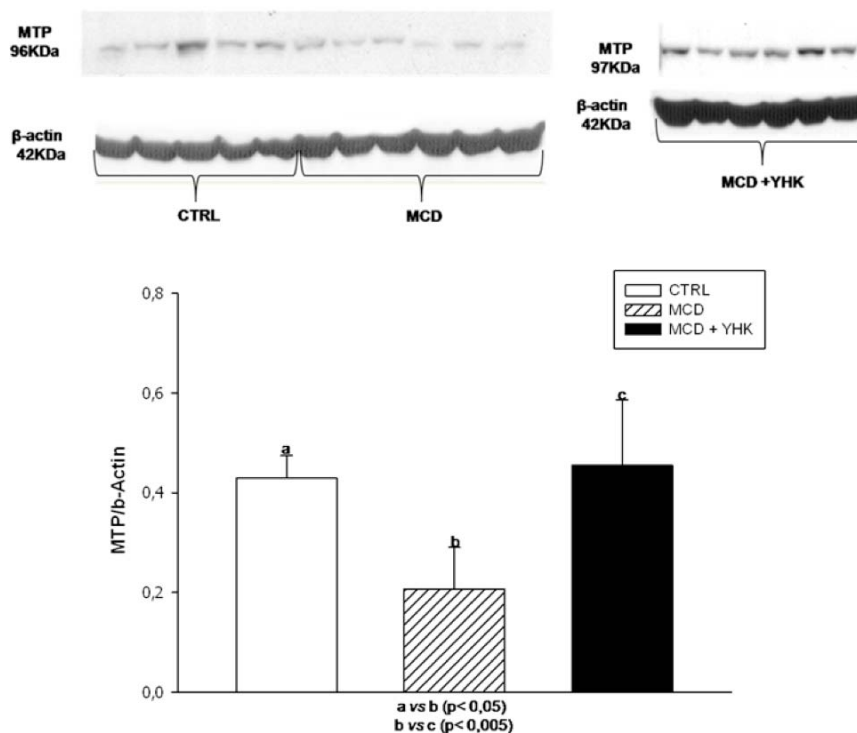 MTP
96KDa
β-actin
42KDa
CTRL
MCD
MTP
97KDa
β-actin
42KDa
MCD +YHK
CTRL
MCD
MCD + YHK
0,8
0,6
0,4
0,2
0,0
MTP/b-Actin
a
b
c
a vs b (p< 0,05)
b vs c (p< 0,005)